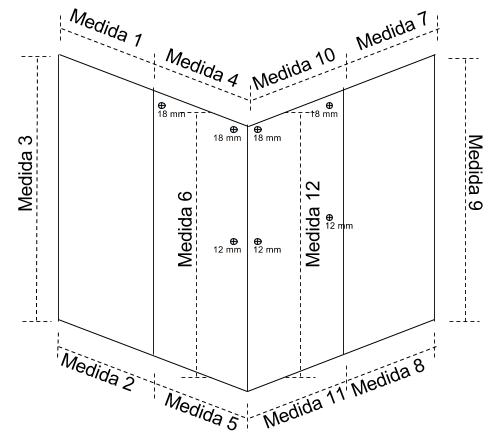 Medida 1
Medida 4
Medida 10
Medida 7
18 mm
18 mm
18 mm
18 mm
Medida 3
Medida 6
Medida 12
Medida 9
12 mm
12 mm
12 mm
Medida 2
Medida 5
Medida 11
Medida 8